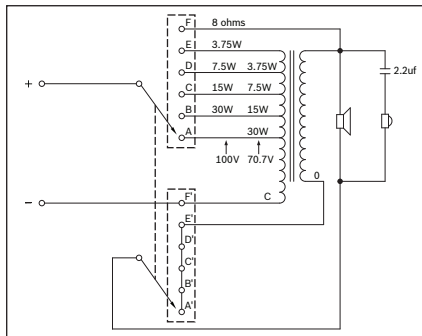 F 8 ohms
E 3.75W
D 7.5W 3.75W
C 15W 7.5W
B 30W 15W
A 30W
100V 70.7V
2.2uf
+
−
C
0
F'
E'
D'
C'
B'
A'